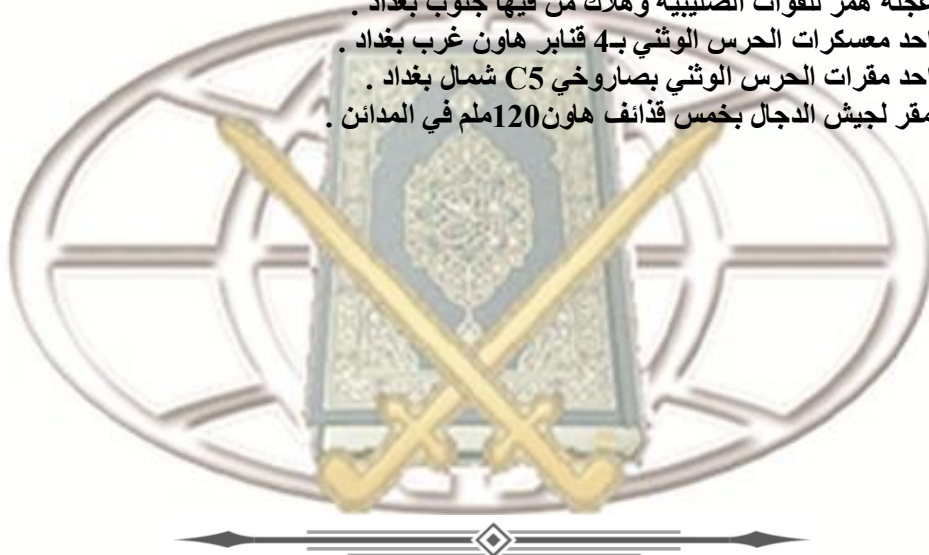 عجلة همر للقوات الصليبية وهلاك من فيها جنوب بغداد .
احد معسكرات الحرس الوثني بـ4 قنابر هاون غرب بغداد .
احد مقرات الحرس الوثني بصاروخي C5 شمال بغداد .
مقر لجيش الدجال بخمس قذائف هاون120ملم في المدائن .